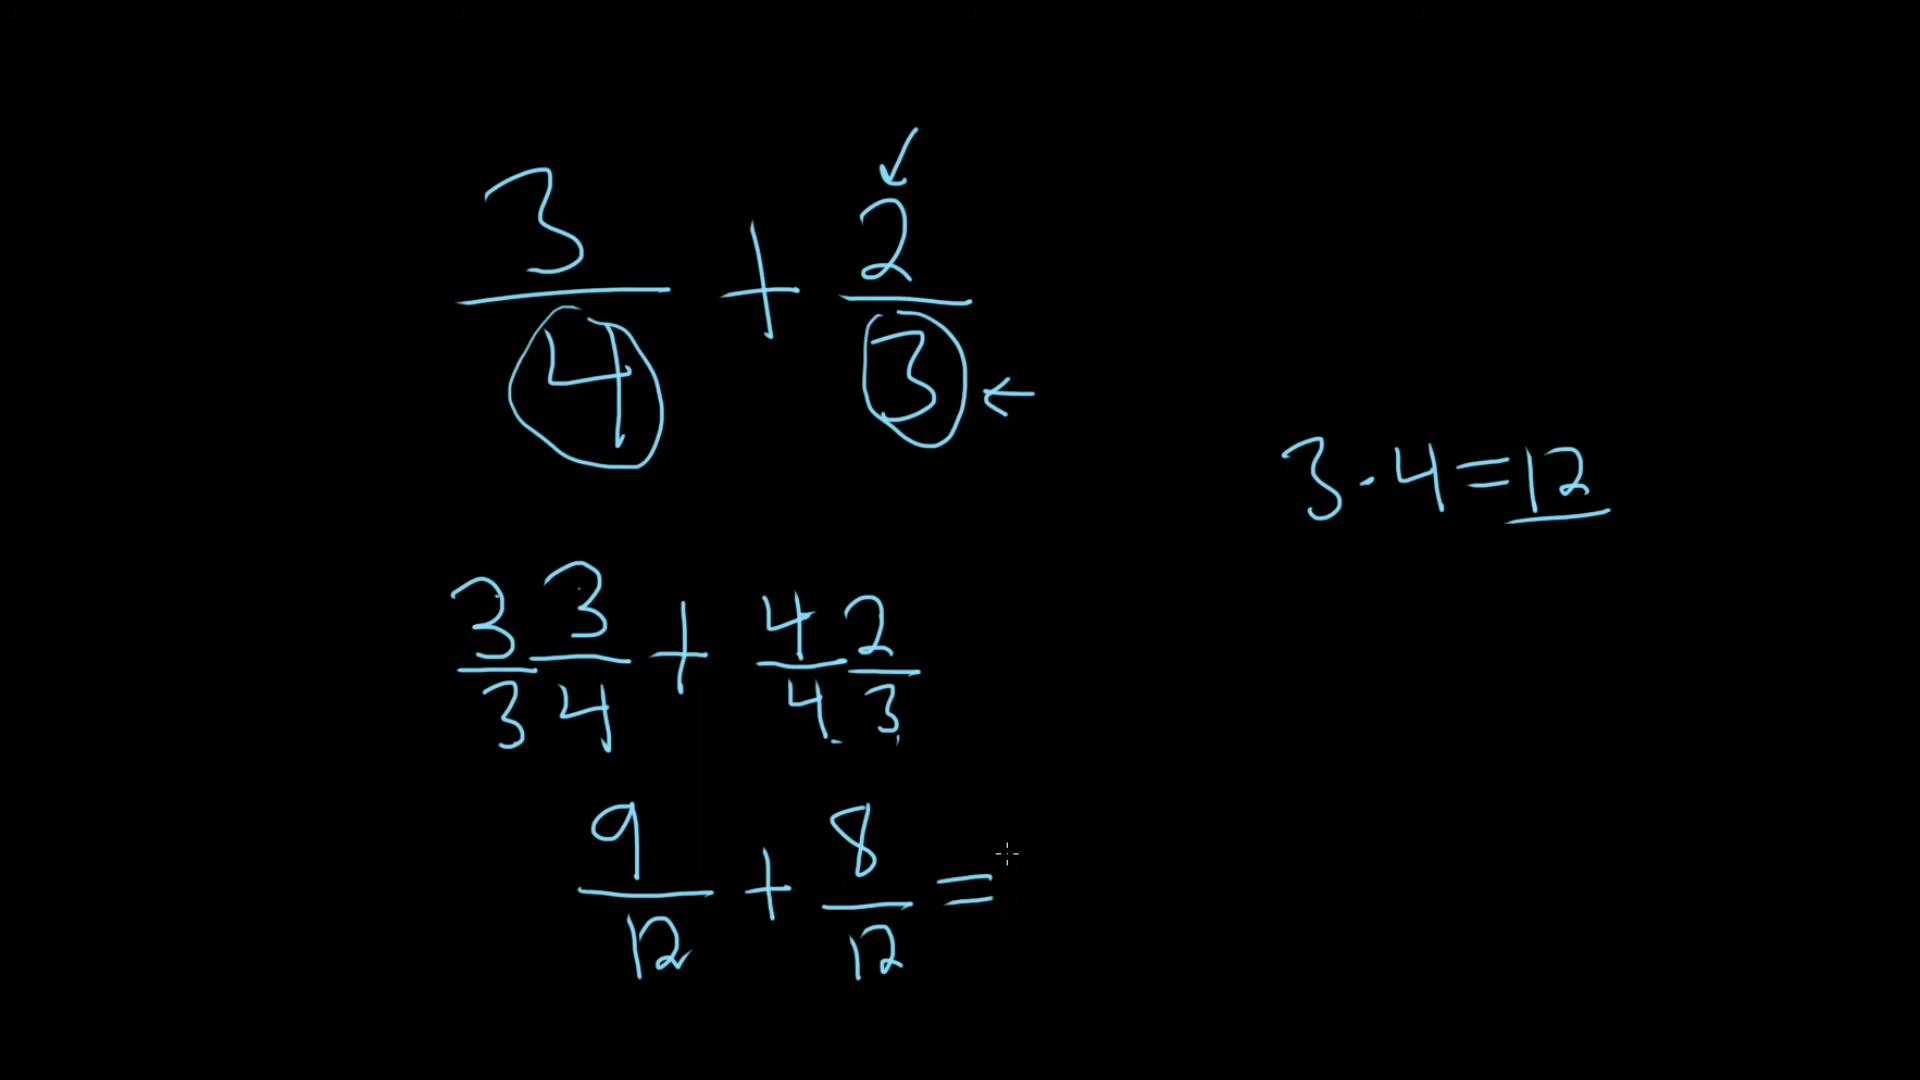 3/4 + 2/3
3 · 4 = 12
3/3 3/4 + 4/4 2/3
9/12 + 8/12 =